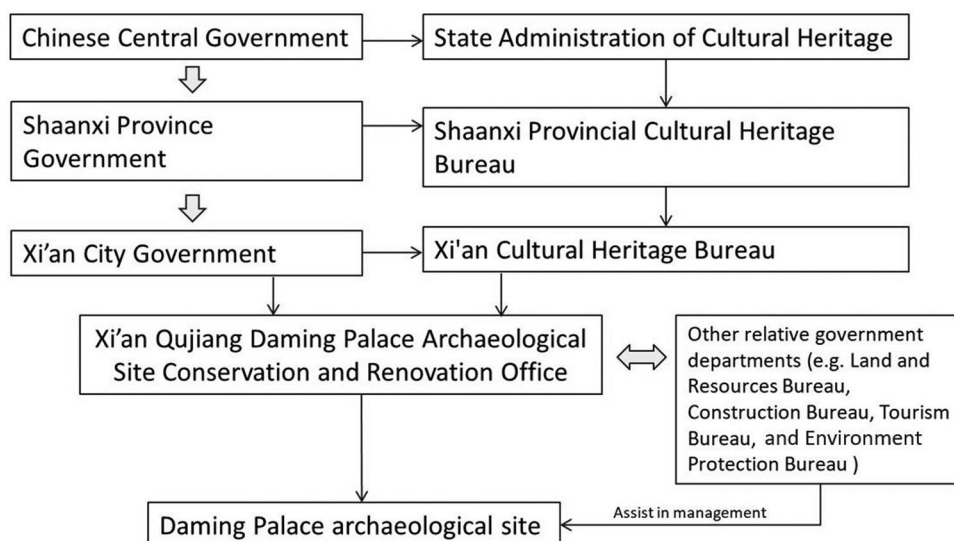 Chinese Central Government
State Administration of Cultural Heritage
Shaanxi Province
Government
Shaanxi Provincial Cultural Heritage
Bureau
Xi’an City Government
Xi'an Cultural Heritage Bureau
Xi’an Qujiang Daming Palace Archaeological
Site Conservation and Renovation Office
Other relative government
departments (e.g. Land and
Resources Bureau,
Construction Bureau, Tourism
Bureau, and Environment
Protection Bureau )
Assist in management
Daming Palace archaeological site